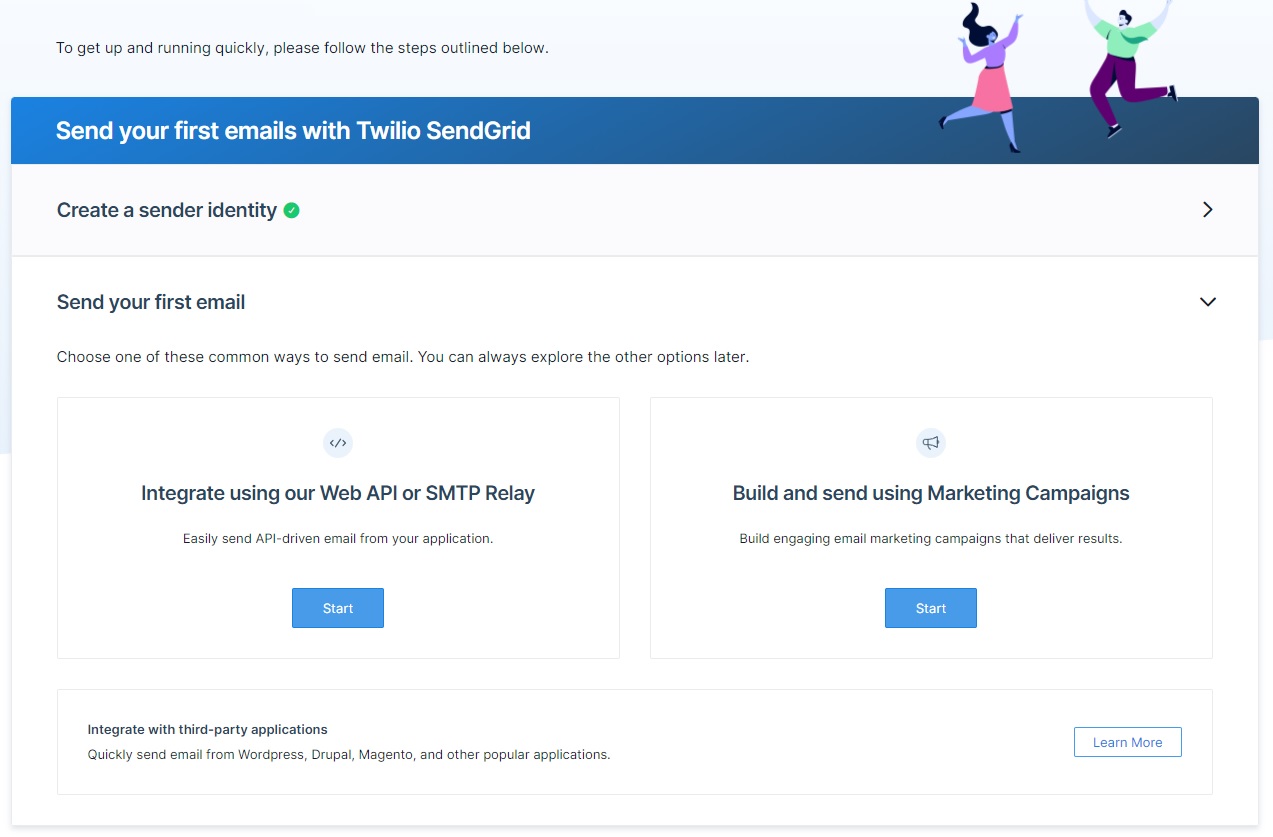 To get up and running quickly, please follow the steps outlined below.
Send your first emails with Twilio SendGrid
Create a sender identity
Send your first email
Choose one of these common ways to send email. You can always explore the other options later.
Integrate using our Web API or SMTP Relay
Easily send API-driven email from your application.
Start
Build and send using Marketing Campaigns
Build engaging email marketing campaigns that deliver results.
Start
Integrate with third-party applications
Quickly send email from Wordpress, Drupal, Magento, and other popular applications.
Learn More